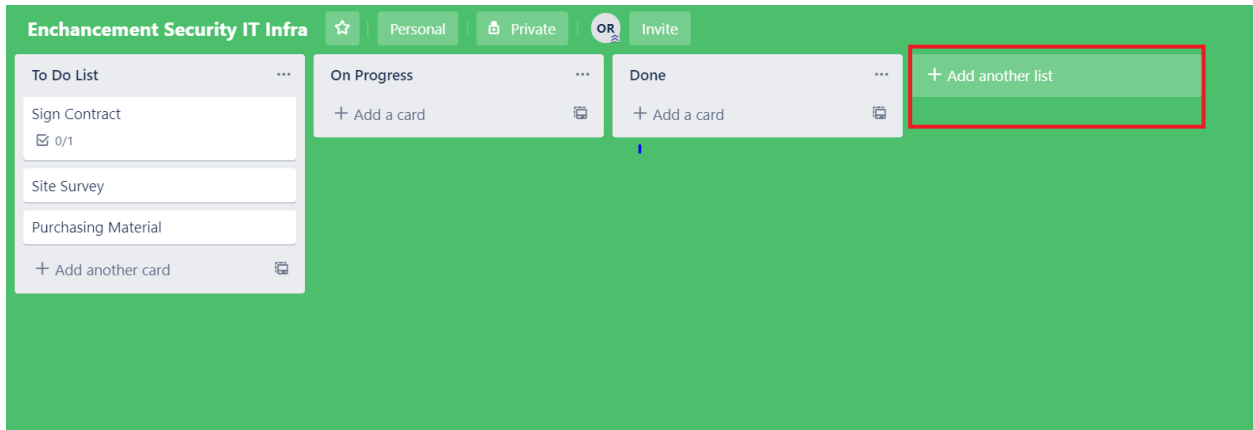 Enchancement Security IT Infra Personal Private OR Invite
To Do List
Sign Contract
0/1
Site Survey
Purchasing Material
+ Add another card
On Progress
+ Add a card
Done
+ Add a card
+ Add another list